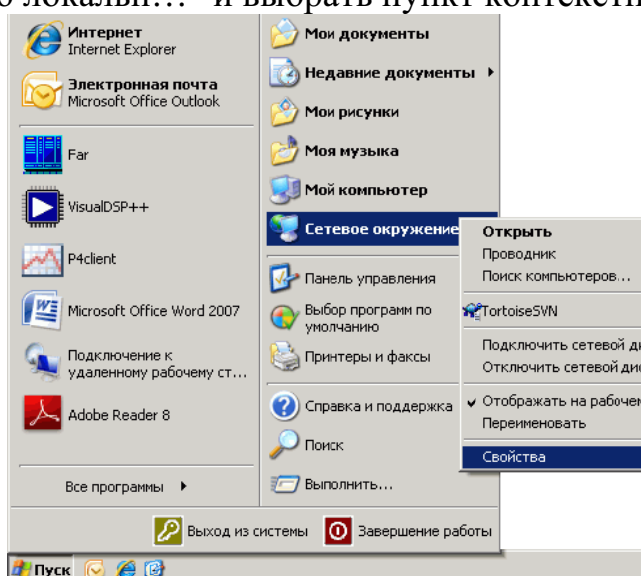 локальн… и выбрать пункт
Интернет
Internet Explorer
Электронная почта
Microsoft Office Outlook
Far
VisualDSP++
P4client
Microsoft Office Word 2007
Подключение к
удаленному рабочему ст...
Adobe Reader 8
Все программы
Мои документы
Недавние документы
Мои рисунки
Моя музыка
Мой компьютер
Сетевое окружение
Панель управления
Выбор программ по
умолчанию
Принтеры и факсы
Справка и поддержка
Поиск
Выполнить...
Открыть
Проводник
Поиск компьютеров...
TortoiseSVN
Подключить сетевой ди
Отключить сетевой дис
Отображать на рабочем
Переименовать
Свойства
Выход из системы
Завершение работы
Пуск